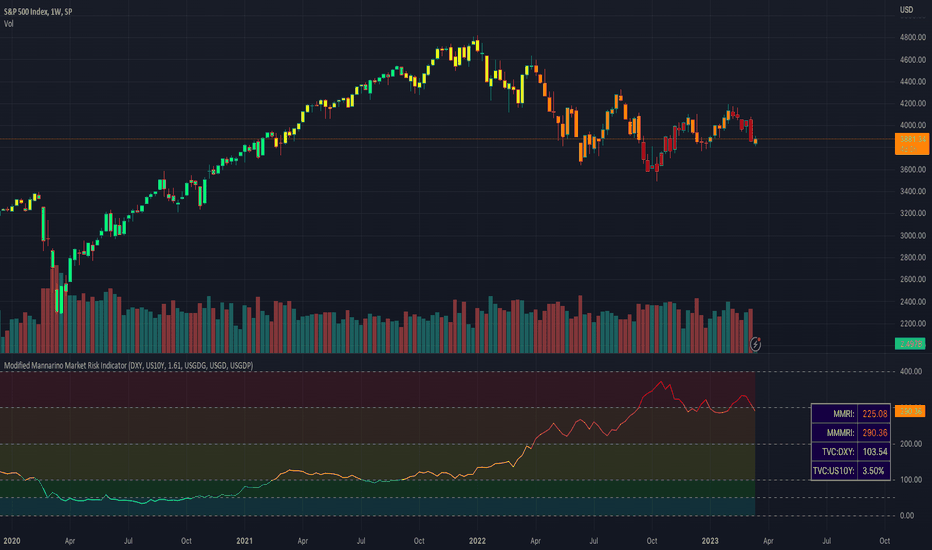 S&P 500 Index, 1W, SP
Vol
USD
4800.00
4600.00
4400.00
4200.00
4000.00
3600.00
3400.00
3200.00
3000.00
2800.00
2600.00
2400.00
2200.00
Modified Mannarino Market Risk Indicator (DXY, US10Y, 1.61, USGDG, USGD, USGDP)
400.00
200.00
100.00
0.00
MMRI: 225.08
MMMRI: 290.36
TVC:DXY: 103.54
TVC:US10Y: 3.50%
2020 Apr Jul Oct 2021 Apr Jul Oct 2022 Apr Jul Oct 2023 Apr Jul Oct